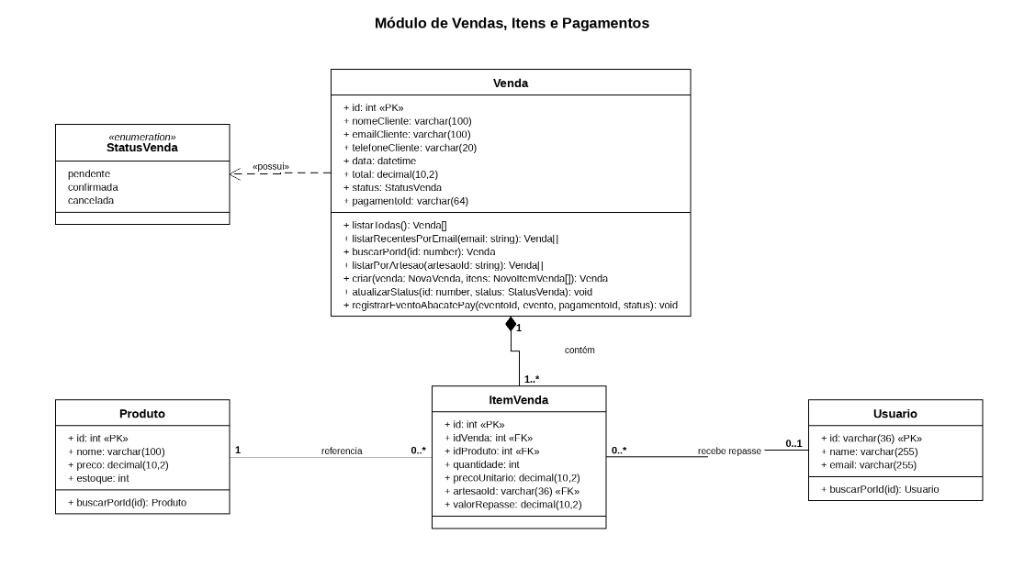 Módulo de Vendas, Itens e Pagamentos
Venda
+ id: int «PK»
+ nomeCliente: varchar(100)
+ emailCliente: varchar(100)
+ telefoneCliente: varchar(20)
+ data: datetime
+ total: decimal(10,2)
+ status: StatusVenda
+ pagamentoId: varchar(64)
+ listarTodas(): Venda[]
+ listarRecentesPorEmail(email: string): Venda[]
+ buscarPorId(id: number): Venda
+ listarPorArtesao(artesaoId: string): Venda[]
+ criar(venda: NovaVenda, itens: NovoItemVenda[]): Venda
+ atualizarStatus(id: number, status: StatusVenda): void
+ registrarEventoAbacatePay(eventoId, evento, pagamentoId, status): void
«enumeration»
StatusVenda
pendente
confirmada
cancelada
«possui»
1
contém
1..*
Produto
+ id: int «PK»
+ nome: varchar(100)
+ preco: decimal(10,2)
+ estoque: int
+ buscarPorId(id): Produto
1
referencia
0..*
ItemVenda
+ id: int «PK»
+ idVenda: int «FK»
+ idProduto: int «FK»
+ quantidade: int
+ precoUnitario: decimal(10,2)
+ artesaoId: varchar(36) «FK»
+ valorRepasse: decimal(10,2)
0..*
recebe repasse
0..1
Usuario
+ id: varchar(36) «PK»
+ name: varchar(255)
+ email: varchar(255)
+ buscarPorId(id): Usuario